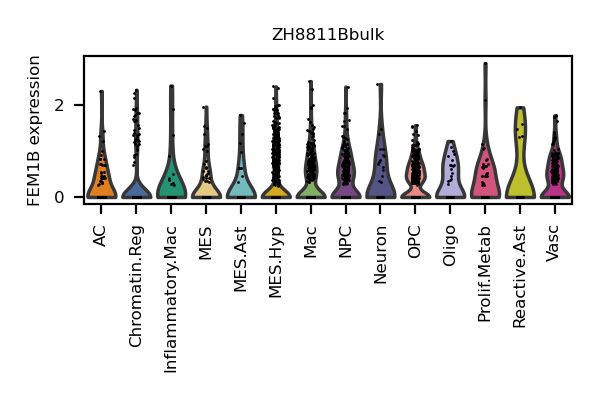 ZH8811Bbulk
FEM1B expression
2
0
AC
Chromatin.Reg
Inflammatory.Mac
MES
MES.Ast
MES.Hyp
Mac
NPC
Neuron
OPC
Oligo
Prolif.Metab
Reactive.Ast
Vasc